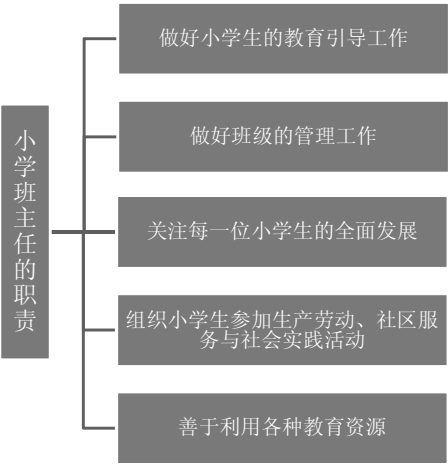 小学班主任的职责
做好小学生的教育引导工作
做好班级的管理工作
关注每一位小学生的全面发展
组织小学生参加生产劳动、社区服
务与社会实践活动
善于利用各种教育资源